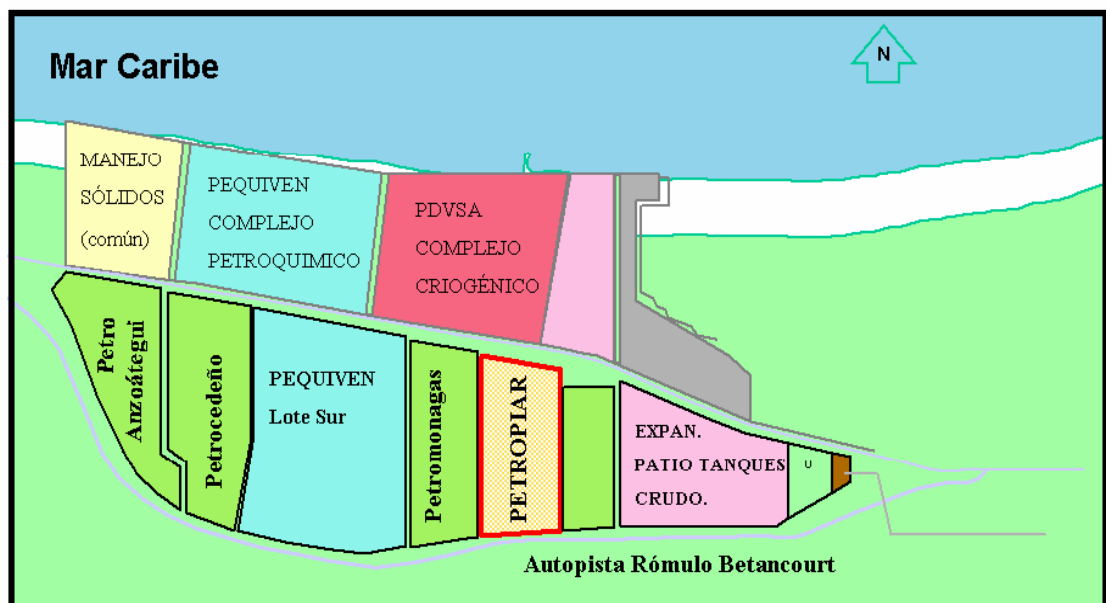 Mar Caribe
N
MANEJO
SÓLIDOS
(común)
PEQUIVEN
COMPLEJO
PETROQUIMICO
PDVSA
COMPLEJO
CRIOGÉNICO
Petro
Anzoátegui
Petrocedeño
PEQUIVEN
Lote Sur
Petromonagas
PETROPIAR
EXPAN.
PATIO TANQUES
CRUDO.
U
Autopista Rómulo Betancourt